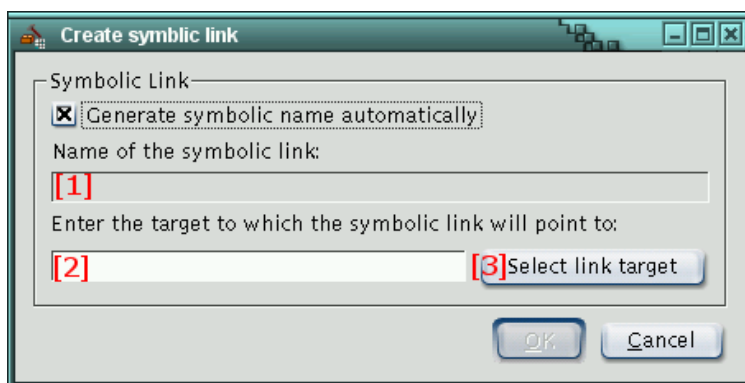 Create symblic link
Symbolic Link
Generate symbolic name automatically
Name of the symbolic link:
[1]
Enter the target to which the symbolic link will point to:
[2]
[3] Select link target
OK Cancel